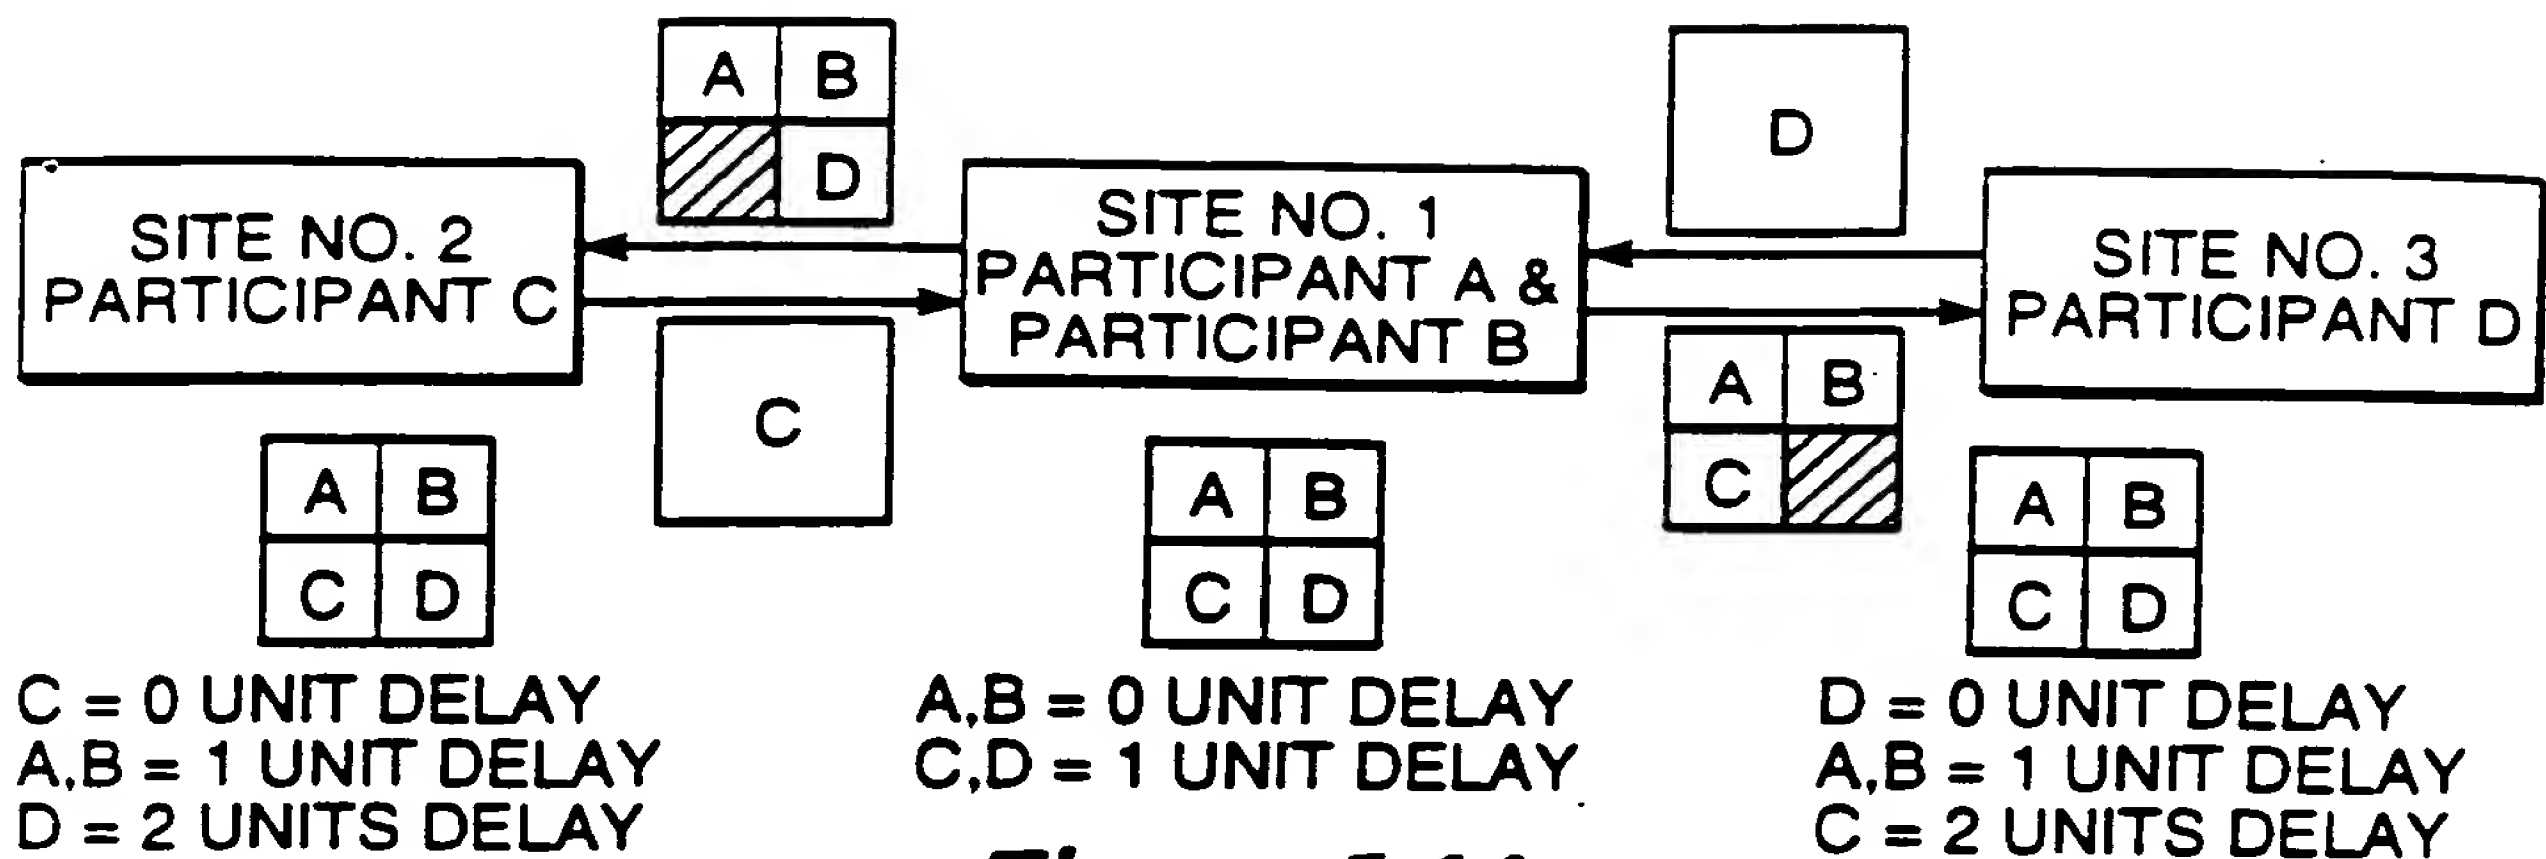 A B
D
D
SITE NO. 2
PARTICIPANT C
SITE NO. 1
PARTICIPANT A &
PARTICIPANT B
SITE NO. 3
PARTICIPANT D
C
A B
C
A B
C D
A B
C D
A B
C D
C = 0 UNIT DELAY
A,B = 1 UNIT DELAY
D = 2 UNITS DELAY
A,B = 0 UNIT DELAY
C,D = 1 UNIT DELAY
D = 0 UNIT DELAY
A,B = 1 UNIT DELAY
C = 2 UNITS DELAY